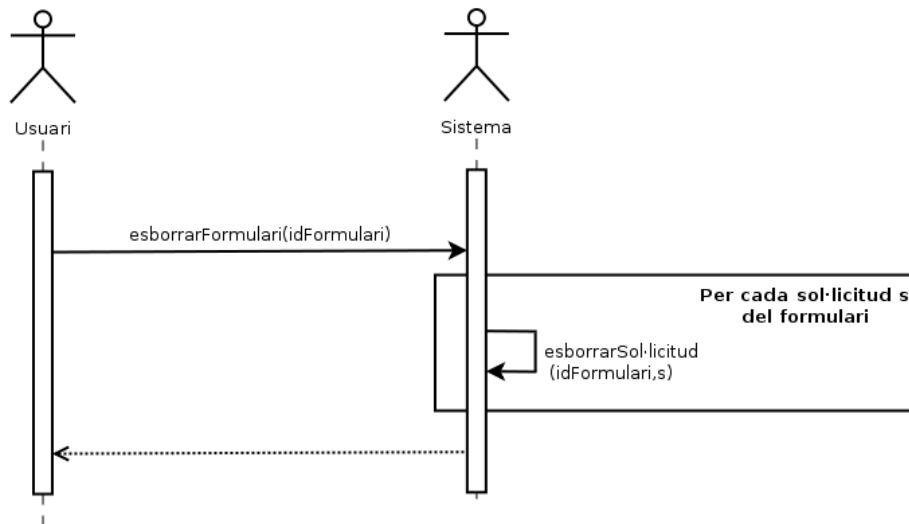 Usuari
Sistema
esborrarFormulari(idFormulari)
Per cada sol·licitud s
del formulari
esborrarSol·licitud
(idFormulari,s)